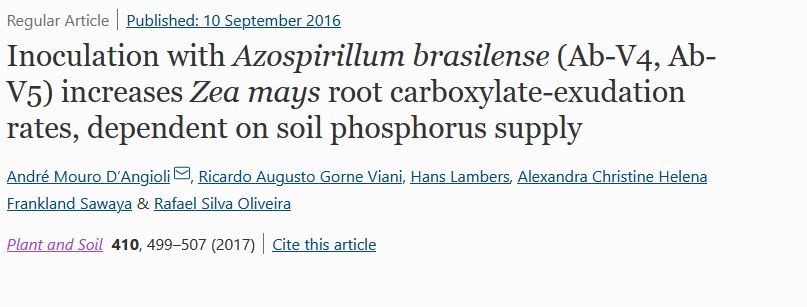 Regular Article | Published: 10 September 2016
Inoculation with Azospirillum brasilense (Ab-V4, Ab-
V5) increases Zea mays root carboxylate-exudation
rates, dependent on soil phosphorus supply
André Mouro D’Angioli, Ricardo Augusto Gorne Viani, Hans Lambers, Alexandra Christine Helena
Frankland Sawaya & Rafael Silva Oliveira
Plant and Soil 410, 499–507 (2017) | Cite this article